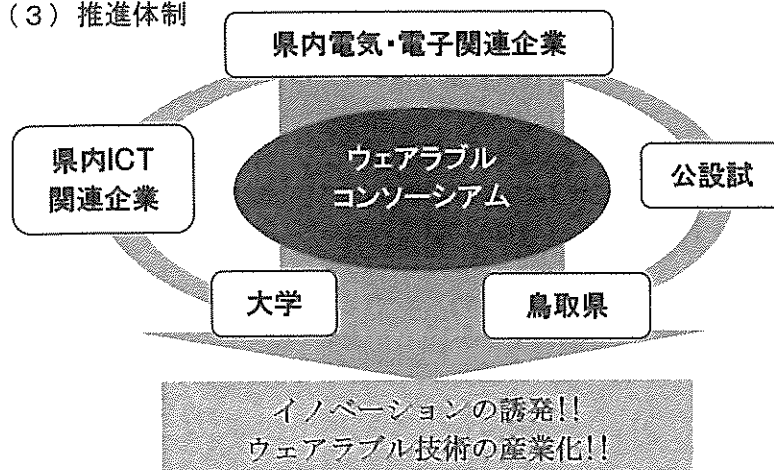 (3) 推進体制
県内電気・電子関連企業
県内ICT
関連企業
ウェアラブル
コンソーシアム
公設試
大学
鳥取県
イノベーションの誘発!!
ウェアラブル技術の産業化!!